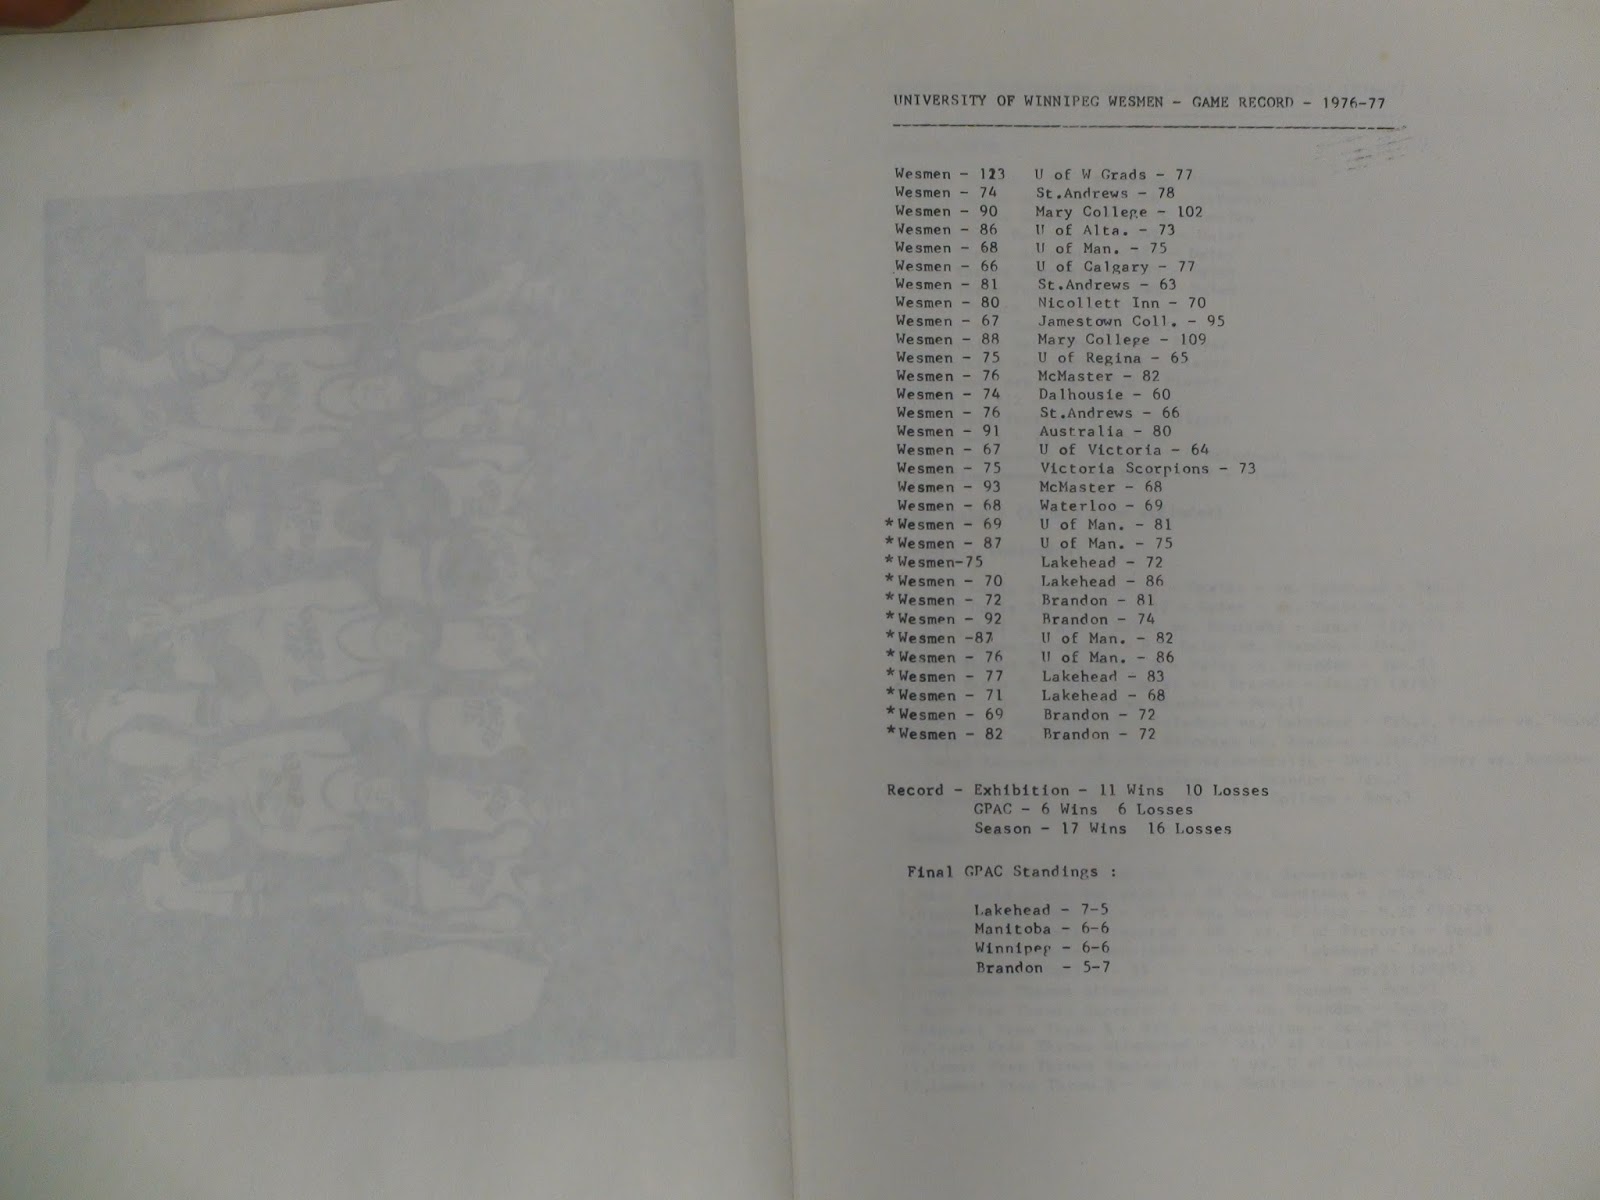 UNIVERSITY OF WINNIPEG WESMEN - GAME RECORD - 1976-77
Wesmen - 123 U of W Grads - 77
Wesmen - 74 St.Andrews - 78
Wesmen - 90 Mary College - 102
Wesmen - 86 U of Alta. - 73
Wesmen - 68 U of Man. - 75
Wesmen - 66 U of Calgary - 77
Wesmen - 81 St.Andrews - 63
Wesmen - 80 Nicollett Inn - 70
Wesmen - 67 Jamestown Coll. - 95
Wesmen - 88 Mary College - 109
Wesmen - 75 U of Regina - 65
Wesmen - 76 McMaster - 82
Wesmen - 74 Dalhousie - 60
Wesmen - 76 St.Andrews - 66
Wesmen - 91 Australia - 80
Wesmen - 67 U of Victoria - 64
Wesmen - 75 Victoria Scorpions - 73
Wesmen - 93 McMaster - 68
Wesmen - 68 Waterloo - 69
*Wesmen - 69 U of Man. - 81
*Wesmen - 87 U of Man. - 75
*Wesmen-75 Lakehead - 72
*Wesmen - 70 Lakehead - 86
*Wesmen - 72 Brandon - 81
*Wesmen - 92 Brandon - 74
*Wesmen -87 U of Man. - 82
*Wesmen - 76 U of Man. - 86
*Wesmen - 77 Lakehead - 83
*Wesmen - 71 Lakehead - 68
*Wesmen - 69 Brandon - 72
*Wesmen - 82 Brandon - 72
Record - Exhibition - 11 Wins 10 Losses
GPAC - 6 Wins 6 Losses
Season - 17 Wins 16 Losses
Final GPAC Standings :
Lakehead - 7-5
Manitoba - 6-6
Winnipeg - 6-6
Brandon - 5-7